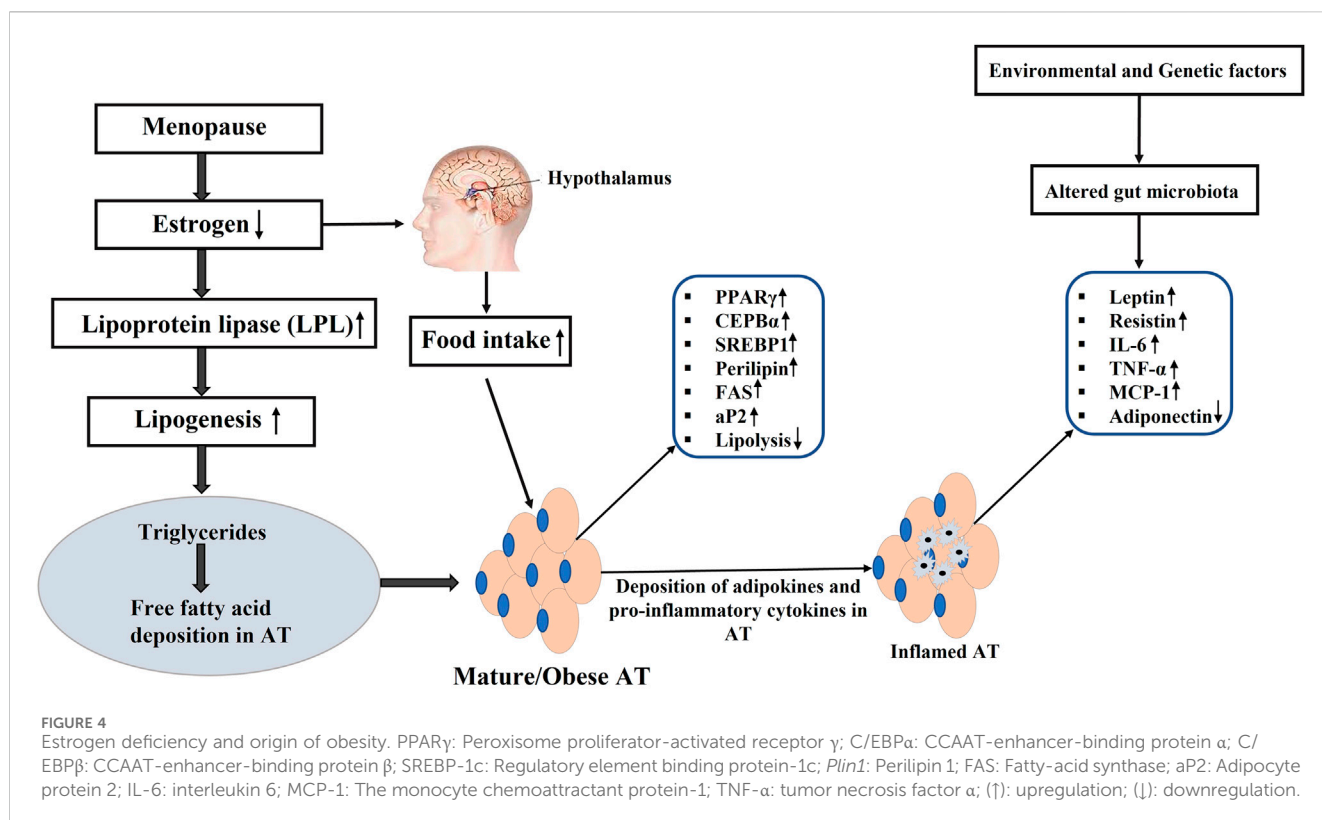 Menopause
Estrogen ↓
Lipoprotein lipase (LPL) ↑
Lipogenesis ↑
Triglycerides
Free fatty acid
deposition in AT
Hypothalamus
Food intake ↑
Mature/Obese AT
▪ PPARγ↑
▪ CEPBα↑
▪ SREBP1↑
▪ Perilipin↑
▪ FAS↑
▪ aP2↑
▪ Lipolysis↓
Deposition of adipokines and
pro-inflammatory cytokines in
AT
Inflamed AT
Environmental and Genetic factors
Altered gut microbiota
▪ Leptin↑
▪ Resistin↑
▪ IL-6↑
▪ TNF-α↑
▪ MCP-1↑
▪ Adiponectin↓
FIGURE 4
Estrogen deficiency and origin of obesity. PPARγ: Peroxisome proliferator-activated receptor γ; C/EBPα: CCAAT-enhancer-binding protein α; C/
EBPβ: CCAAT-enhancer-binding protein β; SREBP-1c: Regulatory element binding protein-1c; Plin1: Perilipin 1; FAS: Fatty-acid synthase; aP2: Adipocyte
protein 2; IL-6: interleukin 6; MCP-1: The monocyte chemoattractant protein-1; TNF-α: tumor necrosis factor α; (↑): upregulation; (↓): downregulation.